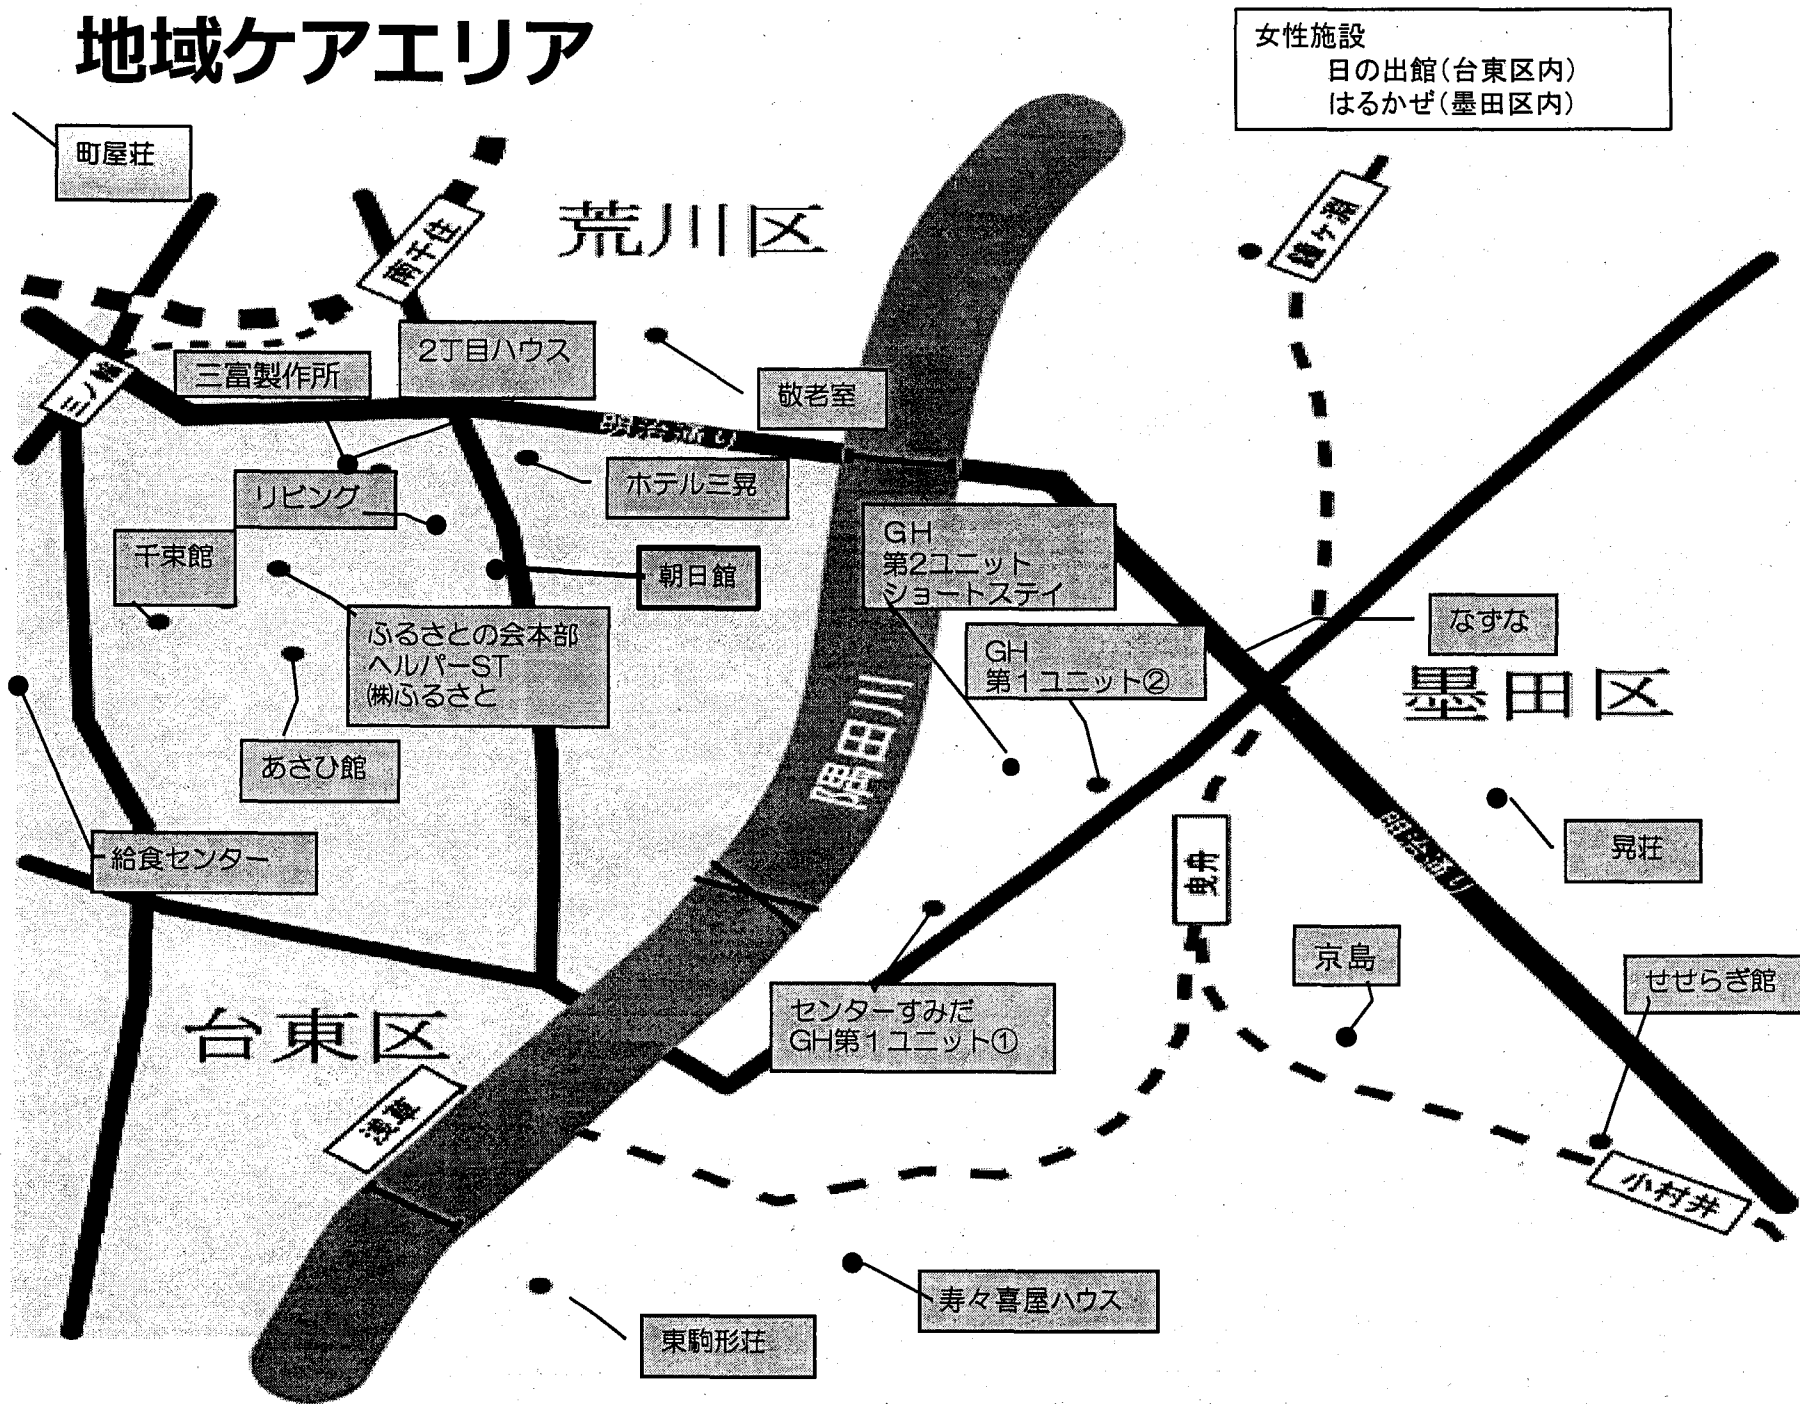 地域ケアエリア
女性施設
日の出館(台東区内)
はるかぜ(墨田区内)
町屋荘
荒川区
南千住
鐘ヶ淵
三ノ輪
三富製作所
2丁目ハウス
敬老室
明治通り
リビング
ホテル三晃
千束館
朝日館
GH
第2ユニット
ショートステイ
なずな
ふるさとの会本部
ヘルパーST
㈱ふるさと
GH
第1ユニット②
墨田区
隅田川
あさひ館
給食センター
曳舟
明治通り
晃荘
京島
せせらぎ館
台東区
センターすみだ
GH第1ユニット①
浅草
小村井
寿々喜屋ハウス
東駒形荘